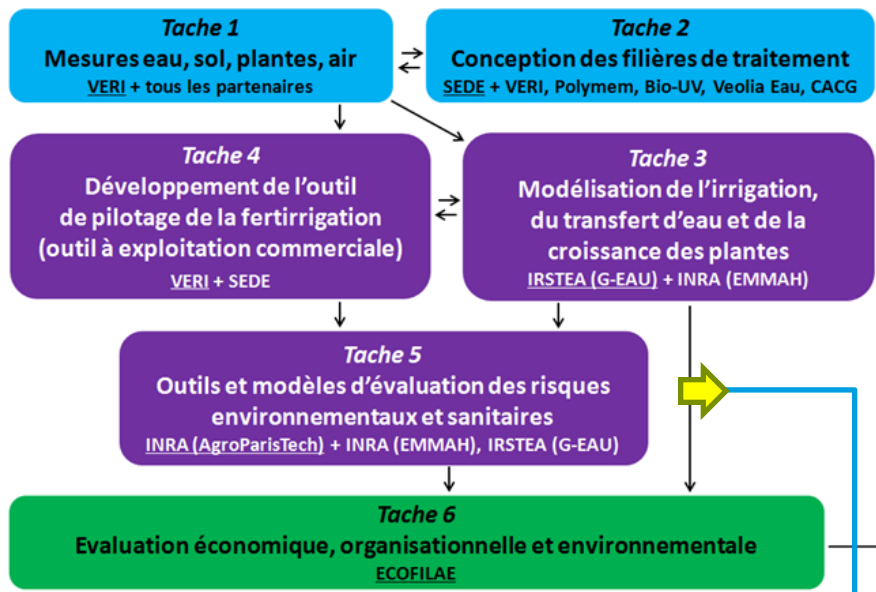 Tache 1
Mesures eau, sol, plantes, air
VERI + tous les partenaires
Tache 2
Conception des filières de traitement
SEDE + VERI, Polymem, Bio-UV, Veolia Eau, CACG
Tache 4
Développement de l'outil
de pilotage de la fertirrigation
(outil à exploitation commerciale)
VERI + SEDE
Tache 3
Modélisation de l'irrigation,
du transfert d'eau et de la
croissance des plantes
IRSTEA (G-EAU) + INRA (EMMAH)
Tache 5
Outils et modèles d'évaluation des risques
environnementaux et sanitaires
INRA (AgroParisTech) + INRA (EMMAH), IRSTEA (G-EAU)
Tache 6
Evaluation économique, organisationnelle et environnementale
ECOFILAE